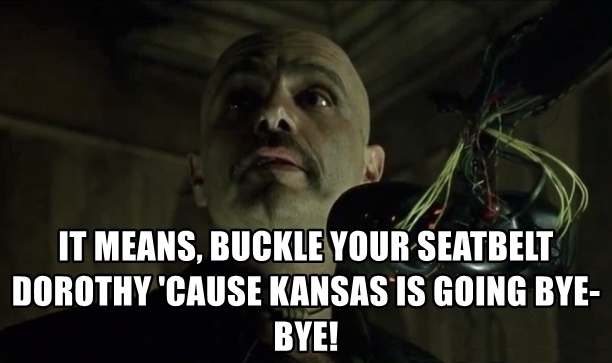 IT MEANS, BUCKLE YOUR SEATBELT
DOROTHY 'CAUSE KANSAS IS GOING BYE-
BYE!